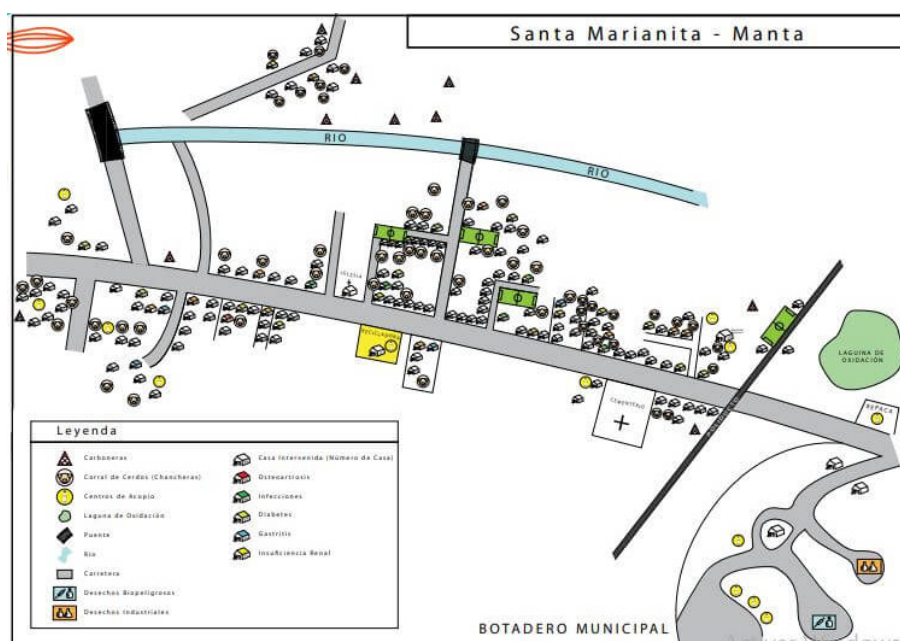 Santa Marianita - Manta
RIO
RIO
IGLESIA
RECICLADORA
CEMENTERIO
LAGUINA DE
OXIDACIÓN
REPACA
BOTADERO MUNICIPAL
Leyenda
Carboneras
Corral de Cerdos (Chancheras)
Centros de Acopio
Laguna de Oxidación
Puente
Rio
Carretera
Desechos Biopeligrosos
Desechos Industriales
Casa Intervenida (Número de Casa)
Osteoartrosis
Infecciones
Diabetes
Gastritis
Insuficiencia Renal